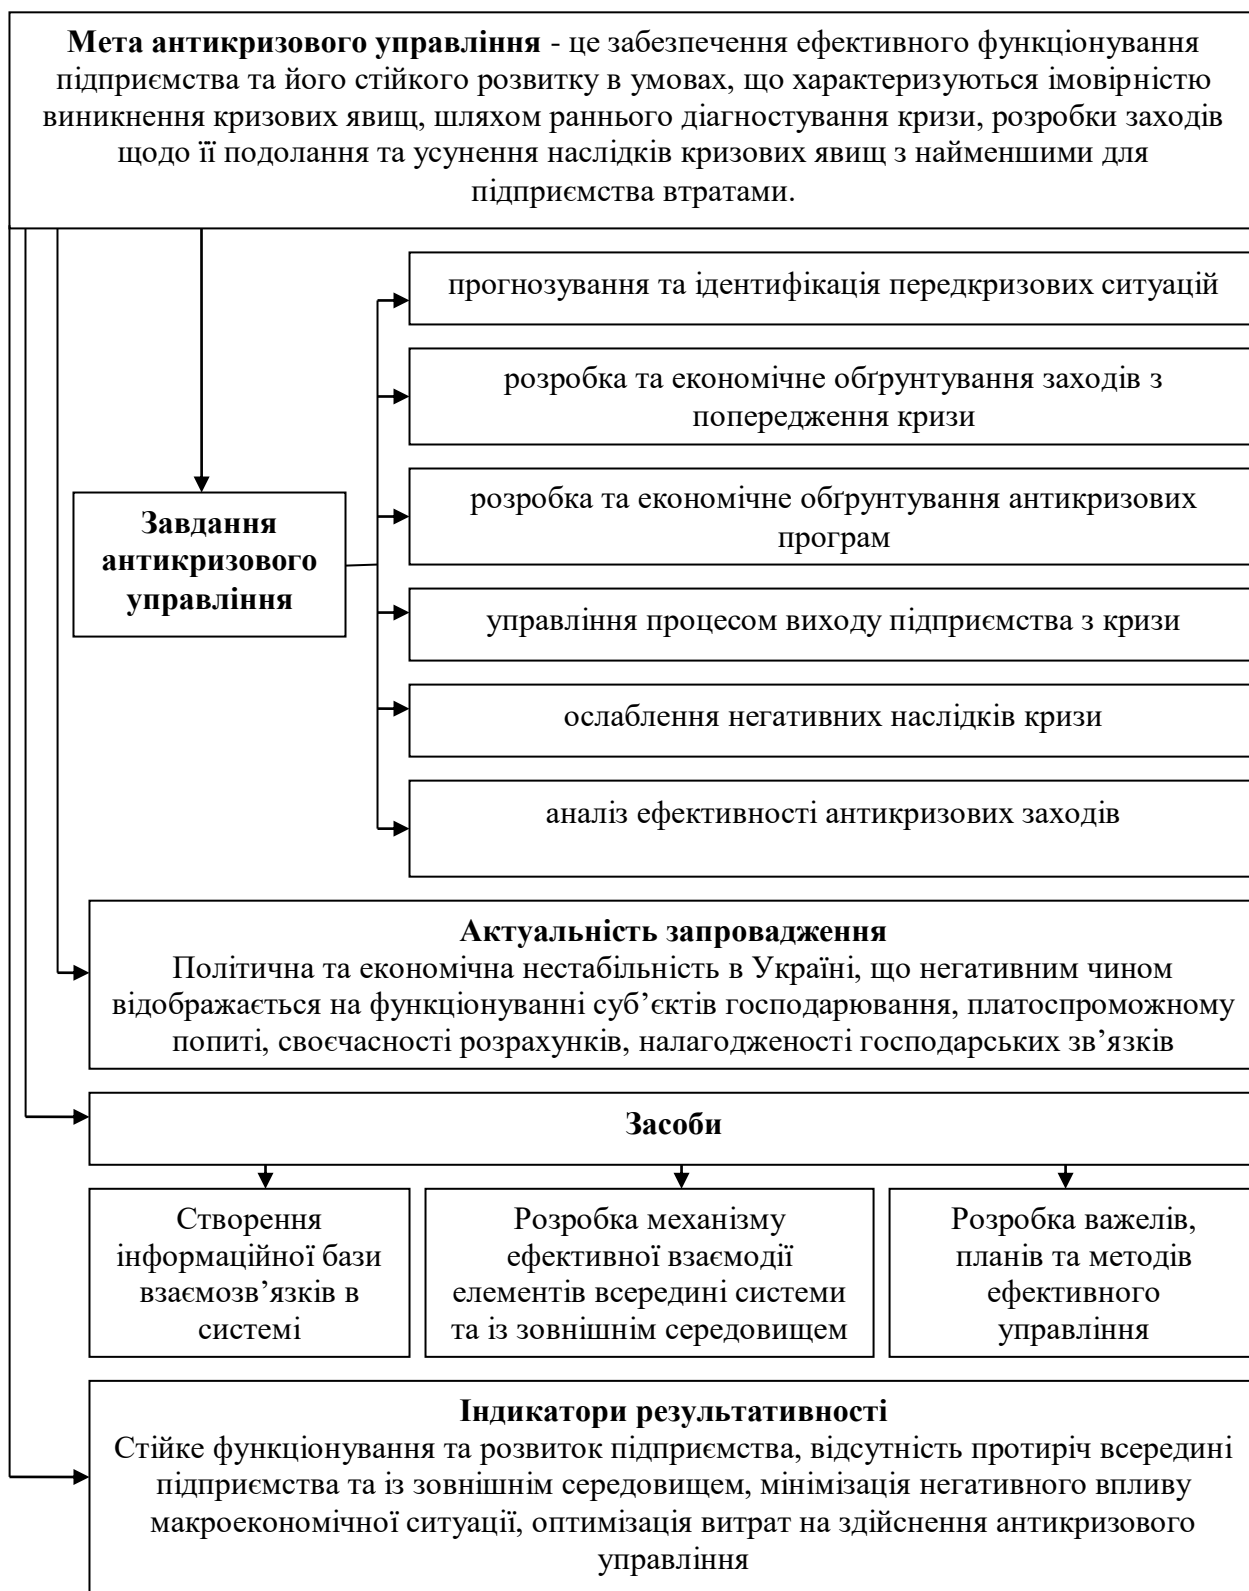 Мета антикризового управління - це забезпечення ефективного функціонування
підприємства та його стійкого розвитку в умовах, що характеризуються імовірністю
виникнення кризових явищ, шляхом раннього діагностування кризи, розробки заходів
щодо її подолання та усунення наслідків кризових явищ з найменшими для
підприємства втратами.
прогнозування та ідентифікація передкризових ситуацій
розробка та економічне обґрунтування заходів з
попередження кризи
розробка та економічне обґрунтування антикризових
програм
Завдання
антикризового
управління
управління процесом виходу підприємства з кризи
ослаблення негативних наслідків кризи
аналіз ефективності антикризових заходів
Актуальність запровадження
Політична та економічна нестабільність в Україні, що негативним чином
відображається на функціонуванні суб’єктів господарювання, платоспроможному
попиті, своєчасності розрахунків, налагодженості господарських зв’язків
Засоби
Створення
інформаційної бази
взаємозв’язків в
системі
Розробка механізму
ефективної взаємодії
елементів всередині системи
та із зовнішнім середовищем
Розробка важелів,
планів та методів
ефективного
управління
Індикатори результативності
Стійке функціонування та розвиток підприємства, відсутність протиріч всередині
підприємства та із зовнішнім середовищем, мінімізація негативного впливу
макроекономічної ситуації, оптимізація витрат на здійснення антикризового
управління